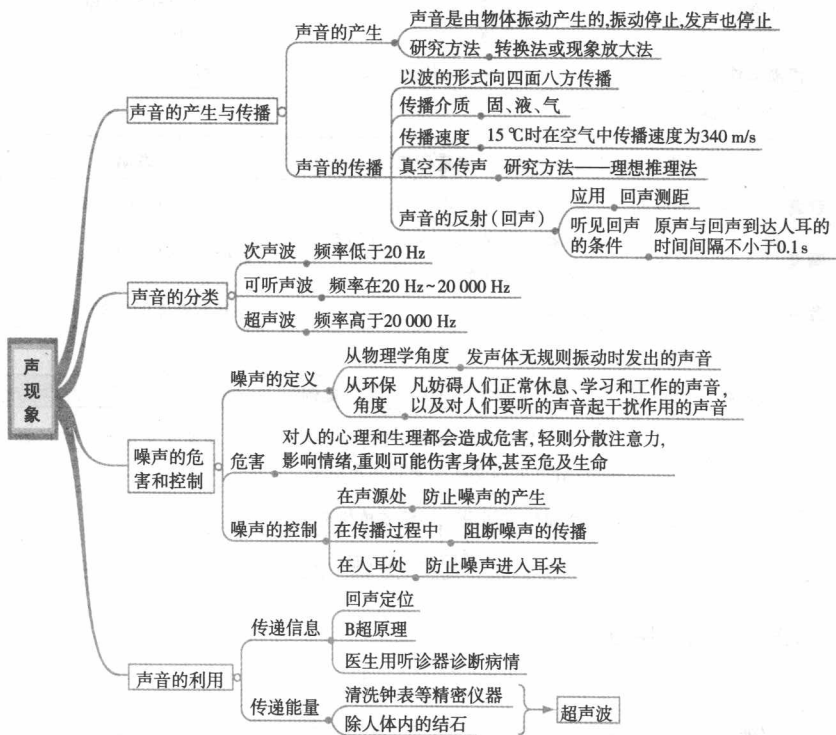 声现象
声音的产生与传播
声音的产生
声音是由物体振动产生的,振动停止,发声也停止
研究方法 转换法或现象放大法
声音的传播
以波的形式向四面八方传播
传播介质 固、液、气
传播速度 15 ℃时在空气中传播速度为340 m/s
真空不传声 研究方法——理想推理法
声音的反射(回声)
应用 回声测距
听见回声的条件
原声与回声到达人耳的
时间间隔不小于0.1 s
声音的分类
次声波 频率低于20 Hz
可听声波 频率在20 Hz~20 000 Hz
超声波 频率高于20 000 Hz
噪声的危
害和控制
噪声的定义
从物理学角度 发声体无规则振动时发出的声音
从环保角度
凡妨碍人们正常休息、学习和工作的声音,
以及对人们要听的声音起干扰作用的声音
危害
对人的心理和生理都会造成危害,轻则分散注意力,
影响情绪,重则可能伤害身体,甚至危及生命
噪声的控制
在声源处 防止噪声的产生
在传播过程中 阻断噪声的传播
在人耳处 防止噪声进入耳朵
声音的利用
传递信息
回声定位
B超原理
医生用听诊器诊断病情
传递能量
清洗钟表等精密仪器
除人体内的结石
超声波